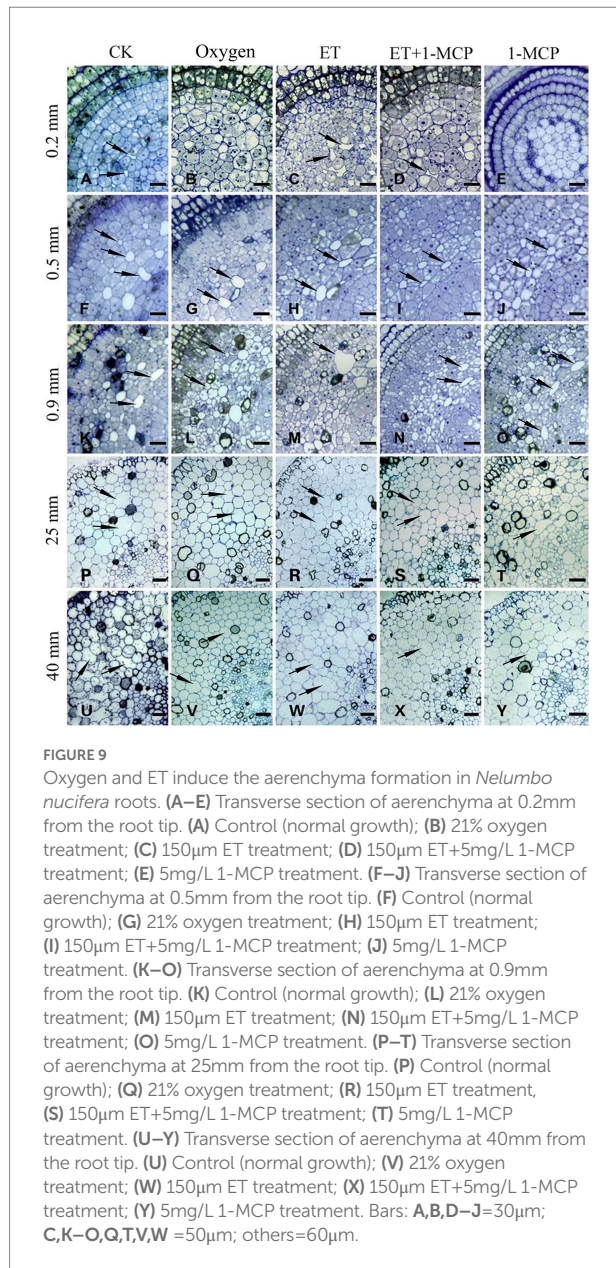 CK Oxygen ET ET+1-MCP 1-MCP
0.2 mm
A B C D E
0.5 mm
F G H I J
0.9 mm
K L M N O
25 mm
P Q R S T
40 mm
U V W X Y
FIGURE 9
Oxygen and ET induce the aerenchyma formation in Nelumbo
nucifera roots. (A–E) Transverse section of aerenchyma at 0.2mm
from the root tip. (A) Control (normal growth); (B) 21% oxygen
treatment; (C) 150μm ET treatment; (D) 150μm ET+5mg/L 1-MCP
treatment; (E) 5mg/L 1-MCP treatment. (F–J) Transverse section of
aerenchyma at 0.5mm from the root tip. (F) Control (normal
growth); (G) 21% oxygen treatment; (H) 150μm ET treatment;
(I) 150μm ET+5mg/L 1-MCP treatment; (J) 5mg/L 1-MCP
treatment. (K–O) Transverse section of aerenchyma at 0.9mm
from the root tip. (K) Control (normal growth); (L) 21% oxygen
treatment; (M) 150μm ET treatment; (N) 150μm ET+5mg/L 1-MCP
treatment; (O) 5mg/L 1-MCP treatment. (P–T) Transverse section
of aerenchyma at 25mm from the root tip. (P) Control (normal
growth); (Q) 21% oxygen treatment; (R) 150μm ET treatment,
(S) 150μm ET+5mg/L 1-MCP treatment; (T) 5mg/L 1-MCP
treatment. (U–Y) Transverse section of aerenchyma at 40mm from
the root tip. (U) Control (normal growth); (V) 21% oxygen
treatment; (W) 150μm ET treatment; (X) 150μm ET+5mg/L 1-MCP
treatment; (Y) 5mg/L 1-MCP treatment. Bars: A,B,D–J=30μm;
C,K–O,Q,T,V,W =50μm; others=60μm.